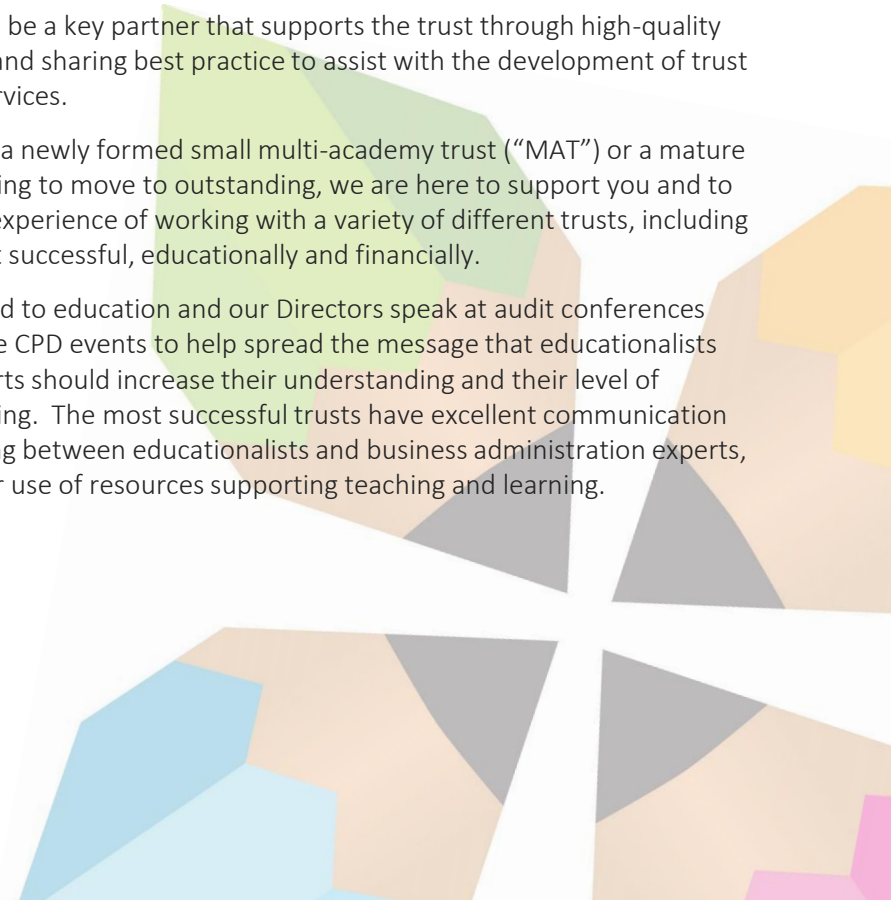 be a key partner that supports the trust through high-quality
and sharing best practice to assist with the development of trust
rvices.
a newly formed small multi-academy trust (“MAT”) or a mature
ing to move to outstanding, we are here to support you and to
experience of working with a variety of different trusts, including
t successful, educationally and financially.
d to education and our Directors speak at audit conferences
e CPD events to help spread the message that educationalists
rts should increase their understanding and their level of
ing.  The most successful trusts have excellent communication
g between educationalists and business administration experts,
r use of resources supporting teaching and learning.